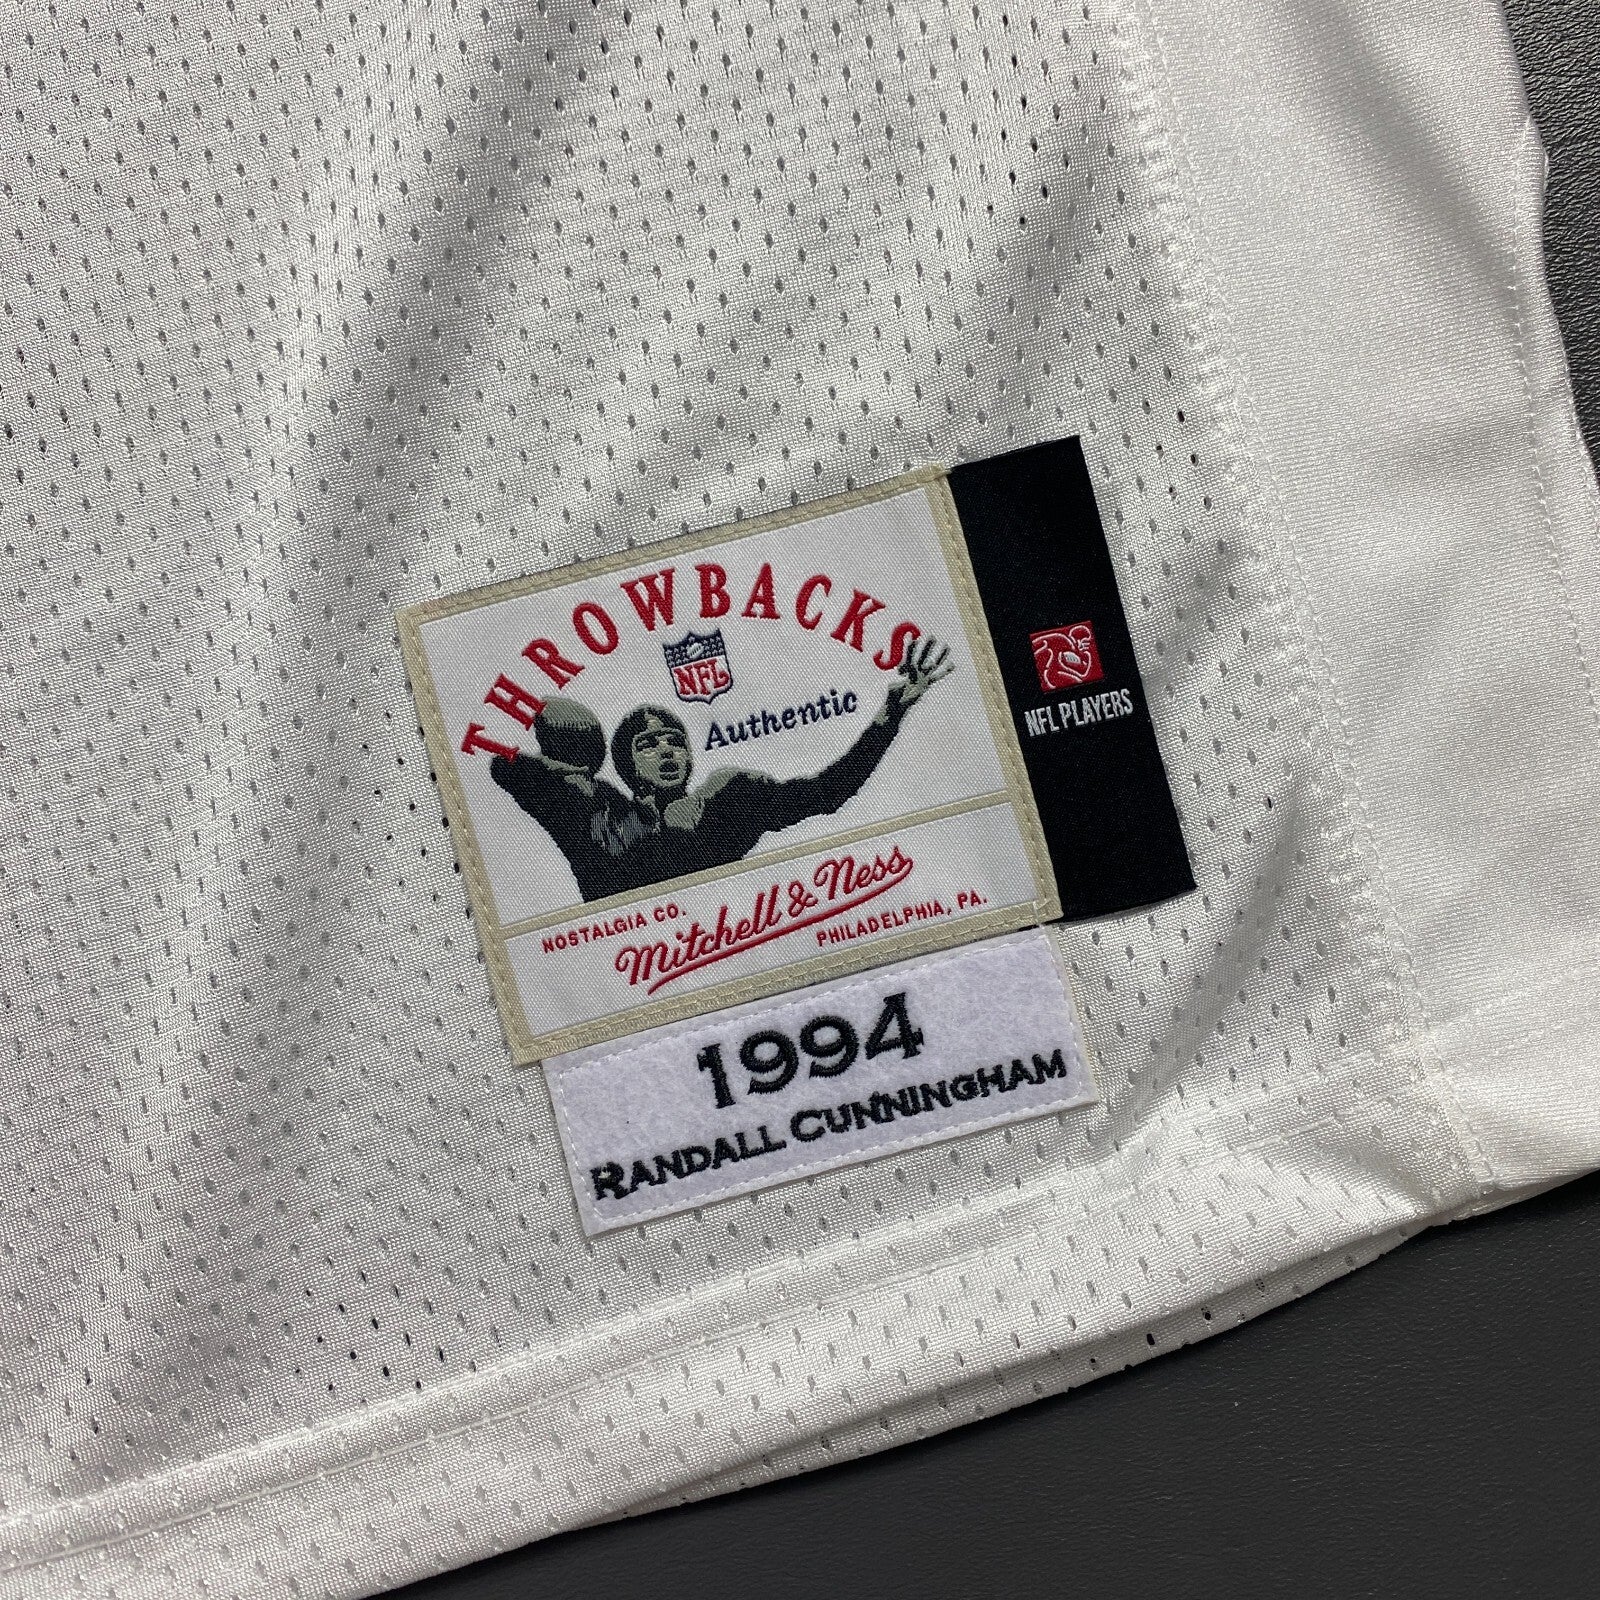 THROWBACKS
NFL
Authentic
NFL PLAYERS
NOSTALGIA CO.
Mitchell & Ness
PHILADELPHIA, PA.
1994
RANDALL CUNNINGHAM